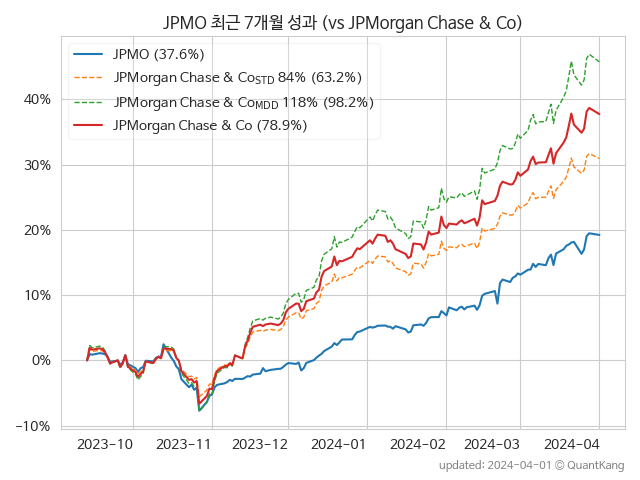 JPMO 최근 7개월 성과 (vs JPMorgan Chase & Co)
JPMO (37.6%)
JPMorgan Chase & CoSTD 84% (63.2%)
JPMorgan Chase & CoMDD 118% (98.2%)
JPMorgan Chase & Co (78.9%)
40%
30%
20%
10%
0%
−10%
2023-10 2023-11 2023-12 2024-01 2024-02 2024-03 2024-04
updated: 2024-04-01 © QuantKang